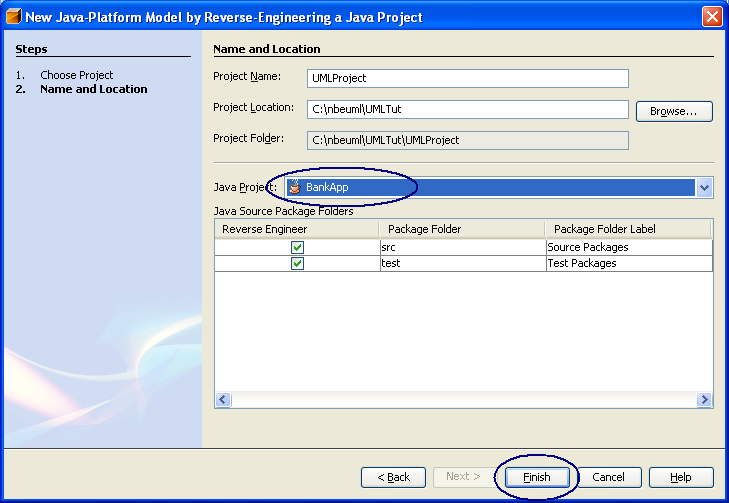 New Java-Platform Model by Reverse-Engineering a Java Project
Steps
1. Choose Project
2. Name and Location
Name and Location
Project Name: UMLProject
Project Location: C:\nbeuml\UMLTut Browse...
Project Folder: C:\nbeuml\UMLTut\UMLProject
Java Project: BankApp
Java Source Package Folders
Reverse Engineer Package Folder Package Folder Label
src Source Packages
test Test Packages
< Back Next > Finish Cancel Help